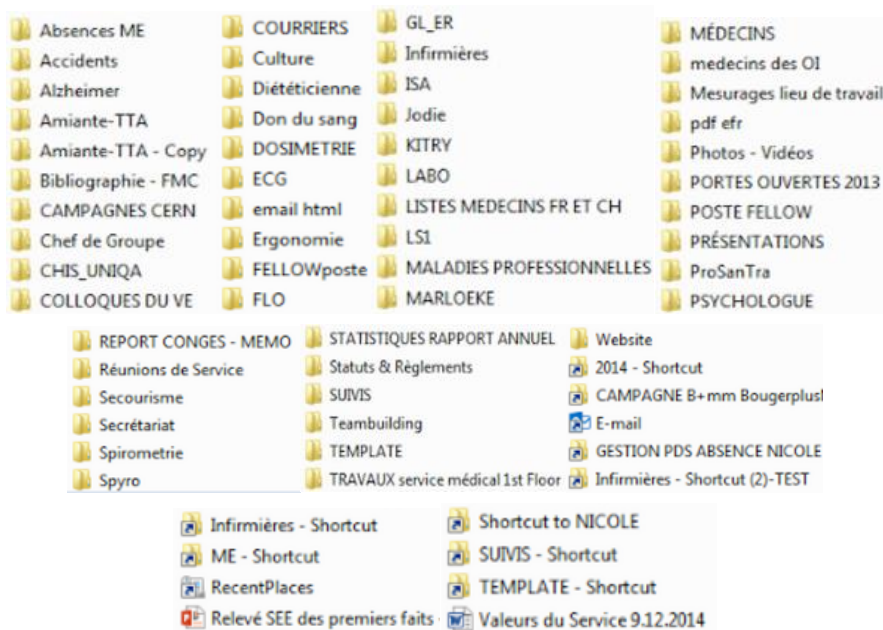 Absences ME
Accidents
Alzheimer
Amiante-TTA
Amiante-TTA - Copy
Bibliographie - FMC
CAMPAGNES CERN
Chef de Groupe
CHIS_UNIQA
COLLOQUES DU VE
COURRIERS
Culture
Diététicienne
Don du sang
DOSIMETRIE
ECG
email html
Ergonomie
FELLOWposte
FLO
GL_ER
Infirmières
ISA
Jodie
KITRY
LABO
LISTES MEDECINS FR ET CH
LS1
MALADIES PROFESSIONNELLES
MARLOEKE
MÉDECINS
medecins des OI
Mesurages lieu de travail
pdf efr
Photos - Vidéos
PORTES OUVERTES 2013
POSTE FELLOW
PRÉSENTATIONS
ProSanTra
PSYCHOLOGUE
REPORT CONGES - MEMO
Réunions de Service
Secourisme
Secrétariat
Spirometrie
Spyro
STATISTIQUES RAPPORT ANNUEL
Statuts & Règlements
SUIVIS
Teambuilding
TEMPLATE
TRAVAUX service médical 1st Floor
Website
2014 - Shortcut
CAMPAGNE B+mm Bougerplus
E-mail
GESTION PDS ABSENCE NICOLE
Infirmières - Shortcut (2)-TEST
Infirmières - Shortcut
ME - Shortcut
RecentPlaces
Relevé SEE des premiers faits
Shortcut to NICOLE
SUIVIS - Shortcut
TEMPLATE - Shortcut
Valeurs du Service 9.12.2014